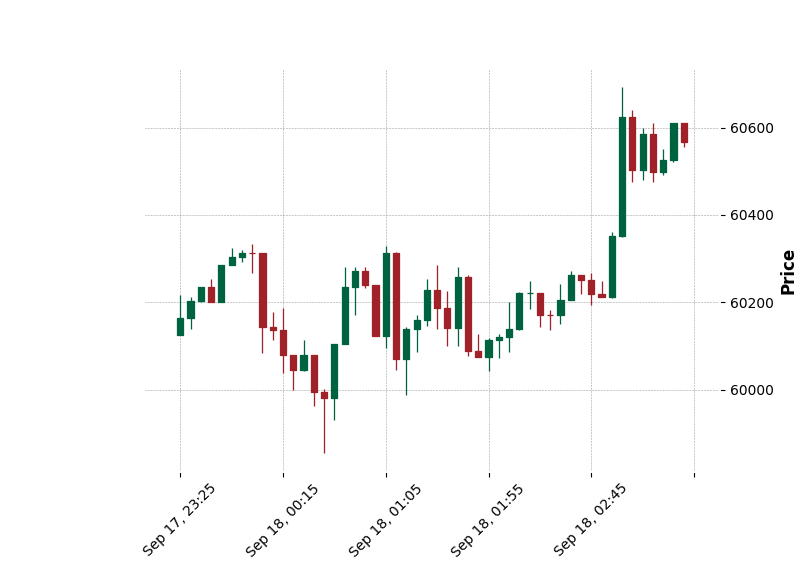 60600
60400
60200
60000
Price
Sep 17, 23:25
Sep 18, 00:15
Sep 18, 01:05
Sep 18, 01:55
Sep 18, 02:45